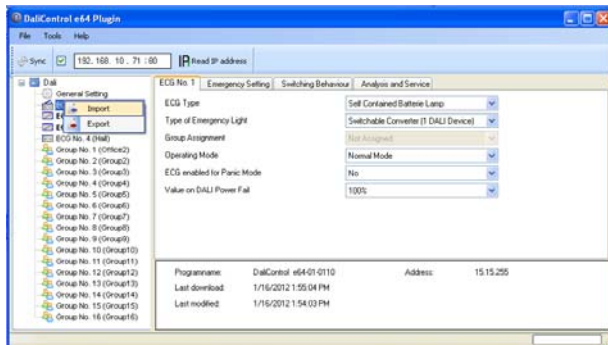 DaliControl e64 Plugin
File Tools Help
Sync 192. 168. 10 . 71 : 80 Read IP address
Dali
General Setting
Import
Export
ECG No. 4 (Hall)
Group No. 1 (Office2)
Group No. 2 (Group2)
Group No. 3 (Group3)
Group No. 4 (Group4)
Group No. 5 (Group5)
Group No. 6 (Group6)
Group No. 7 (Group7)
Group No. 8 (Group8)
Group No. 9 (Group9)
Group No. 10 (Group10)
Group No. 11 (Group11)
Group No. 12 (Group12)
Group No. 13 (Group13)
Group No. 14 (Group14)
Group No. 15 (Group15)
Group No. 16 (Group16)
ECG No. 1 Emergency Setting Switching Behaviour Analysis and Service
ECG Type Self Contained Batterie Lamp
Type of Emergency Light Switchable Converter (1 DALI Device)
Group Assignment Not Assigned
Operating Mode Normal Mode
ECG enabled for Panic Mode No
Value on DALI Power Fail 100%
Programname: DaliControl e64-01-0110 Address: 15.15.255
Last download: 1/16/2012 1:55:04 PM
Last modified: 1/16/2012 1:54:03 PM